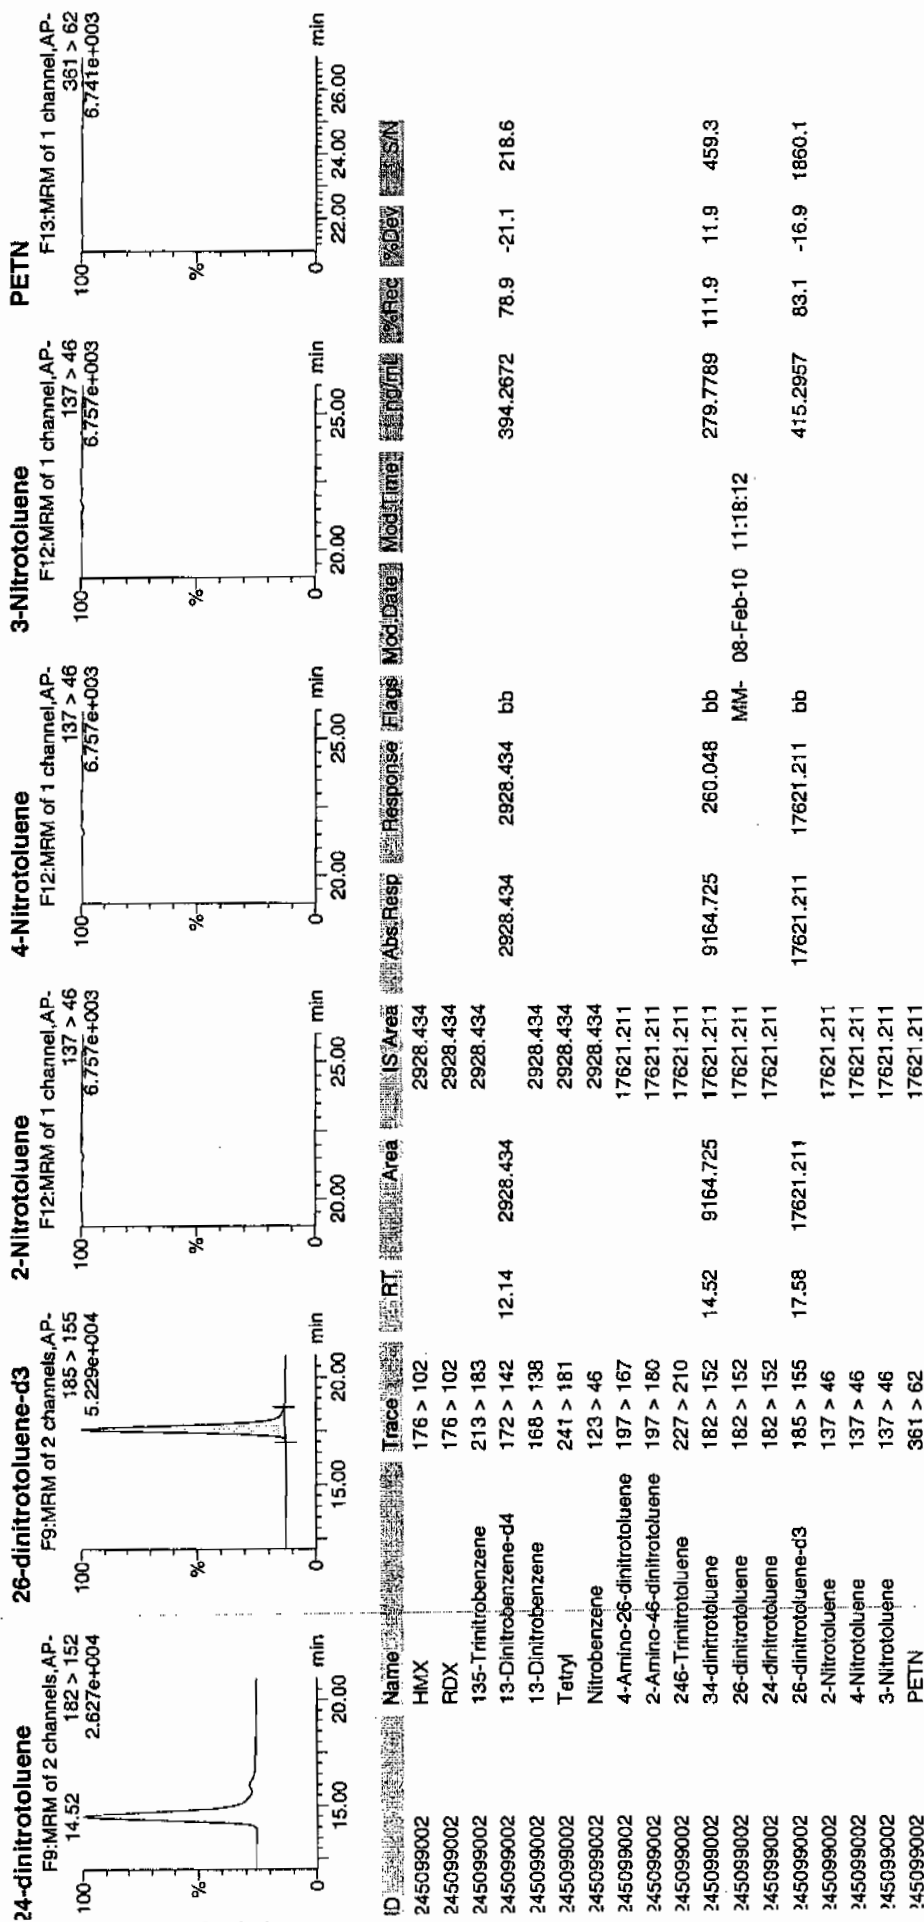 24-dinitrotoluene
F9:MRM of 2 channels,AP-
14.52 182 > 152
2.627e+004
100
%
0
15.00 20.00 min
26-dinitrotoluene-d3
F9:MRM of 2 channels,AP-
185 > 155
5.229e+004
100
%
0
15.00 20.00 min
2-Nitrotoluene
F12:MRM of 1 channel,AP-
137 > 46
6.757e+003
100
%
0
20.00 25.00 min
4-Nitrotoluene
F12:MRM of 1 channel,AP-
137 > 46
6.757e+003
100
%
0
20.00 25.00 min
3-Nitrotoluene
F12:MRM of 1 channel,AP-
137 > 46
6.757e+003
100
%
0
20.00 25.00 min
PETN
F13:MRM of 1 channel,AP-
361 > 62
6.741e+003
100
%
0
22.00 24.00 26.00 min
ID Name Trace RT Area IS Area Abs.Resp Response Flags Mod.Date Mod.Time ng/mL %Rec %Dev S/N
245099002 HMX 176 > 102 2928.434
245099002 RDX 176 > 102 2928.434
245099002 135-Trinitrobenzene 213 > 183 2928.434
245099002 13-Dinitrobenzene-d4 172 > 142 12.14 2928.434 2928.434 2928.434 bb 394.2672 78.9 -21.1 218.6
245099002 13-Dinitrobenzene 168 > 138 2928.434
245099002 Tetryl 241 > 181 2928.434
245099002 Nitrobenzene 123 > 46 2928.434
245099002 4-Amino-26-dinitrotoluene 197 > 167 17621.211
245099002 2-Amino-46-dinitrotoluene 197 > 180 17621.211
245099002 246-Trinitrotoluene 227 > 210 17621.211
245099002 34-dinitrotoluene 182 > 152 14.52 9164.725 17621.211 9164.725 260.048 bb 279.7789 111.9 11.9 459.3
245099002 26-dinitrotoluene 182 > 152 17621.211 MM- 08-Feb-10 11:18:12
245099002 24-dinitrotoluene 182 > 152 17621.211
245099002 26-dinitrotoluene-d3 185 > 155 17.58 17621.211 17621.211 17621.211 bb 415.2957 83.1 -16.9 1860.1
245099002 2-Nitrotoluene 137 > 46 17621.211
245099002 4-Nitrotoluene 137 > 46 17621.211
245099002 3-Nitrotoluene 137 > 46 17621.211
245099002 PETN 361 > 62 17621.211